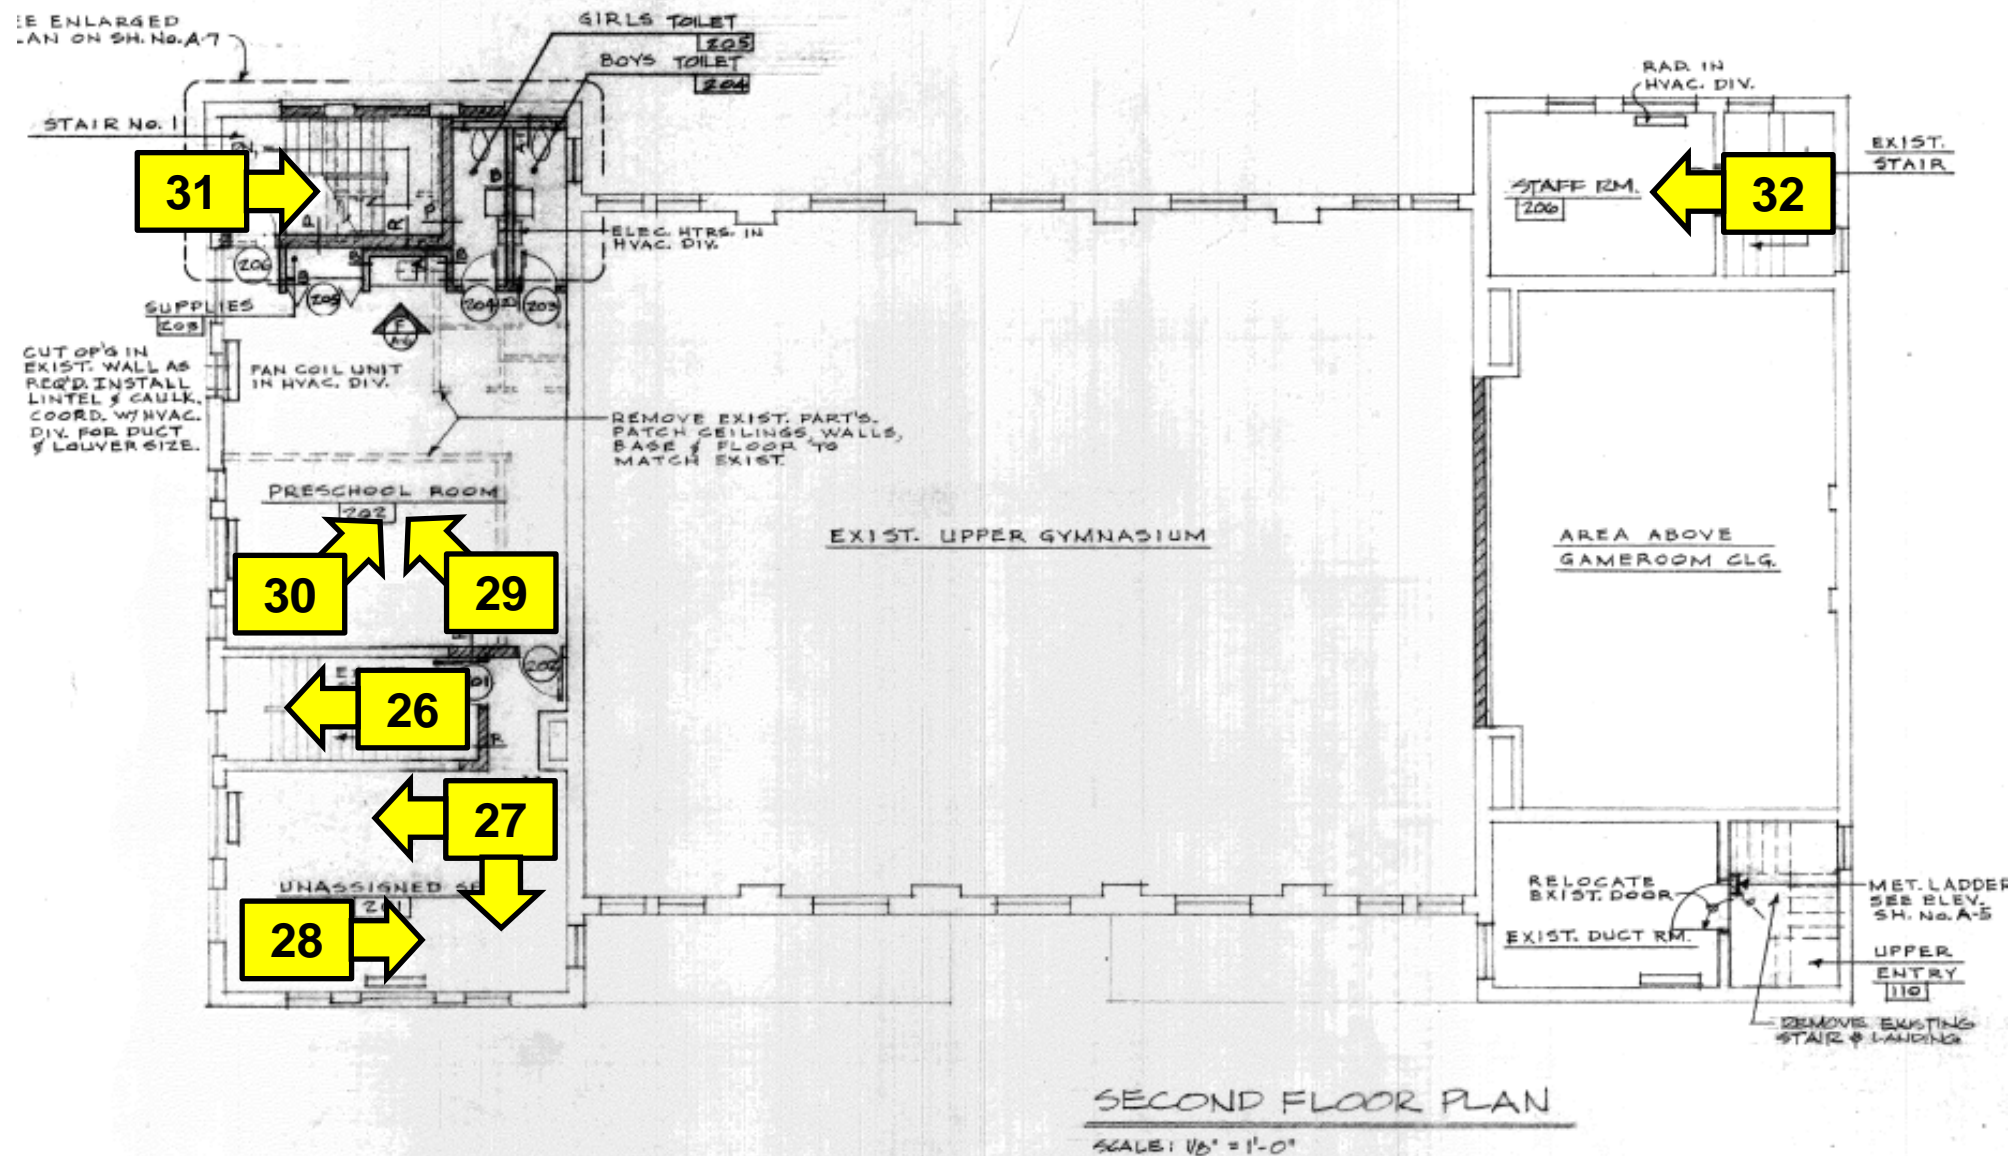 EE ENLARGED
LAN ON SH. No. A-7
GIRLS TOILET
205
BOYS TOILET
204
RAD. IN
HVAC. DIV.
STAIR No. 1
EXIST.
STAIR
31
32
STAFF RM.
206
ELEC. HTRS. IN
HVAC. DIV.
206
205
204
203
SUPPLIES
203
F
A-6
CUT OP'G IN
EXIST. WALL AS
REQ'D. INSTALL
LINTEL & CAULK.
COORD. W/ HVAC.
DIV. FOR DUCT
& LOUVER SIZE.
FAN COIL UNIT
IN HVAC. DIV.
REMOVE EXIST. PART'S.
PATCH CEILINGS, WALLS,
BASE & FLOOR TO
MATCH EXIST.
PRESCHOOL ROOM
202
EXIST. UPPER GYMNASIUM
AREA ABOVE
GAMEROOM CLG.
30
29
202
01
26
R
27
UNASSIGNED
201
28
RELOCATE
EXIST. DOOR
EXIST. DUCT RM.
MET. LADDER
SEE ELEV.
SH. No. A-5
UPPER
ENTRY
110
REMOVE EXISTING
STAIR & LANDING
SECOND FLOOR PLAN
SCALE: 1/8" = 1'-0"